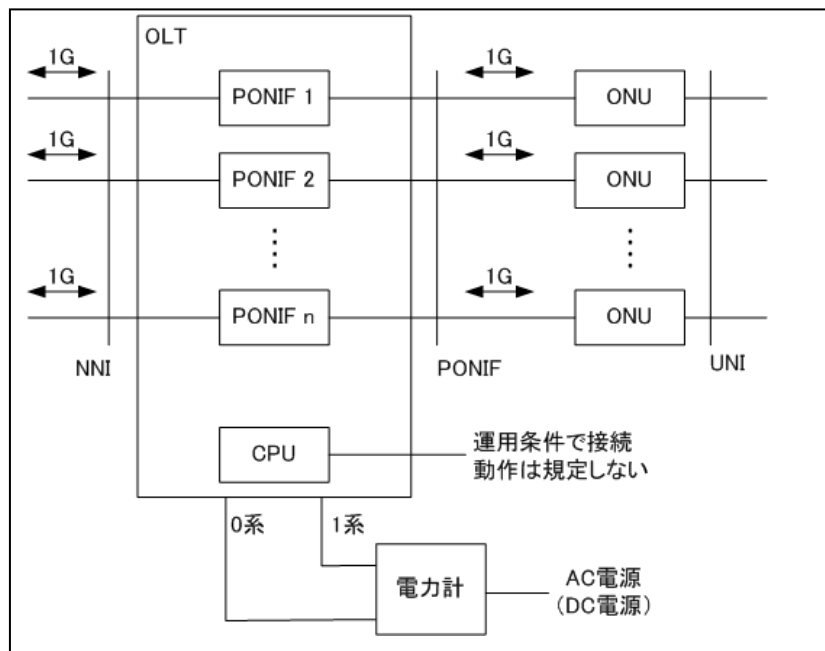 OLT
1G
1G
PONIF 1
ONU
1G
1G
PONIF 2
ONU
1G
1G
PONIF n
ONU
NNI
PONIF
UNI
CPU
運用条件で接続
動作は規定しない
0系
1系
電力計
AC電源
(DC電源)